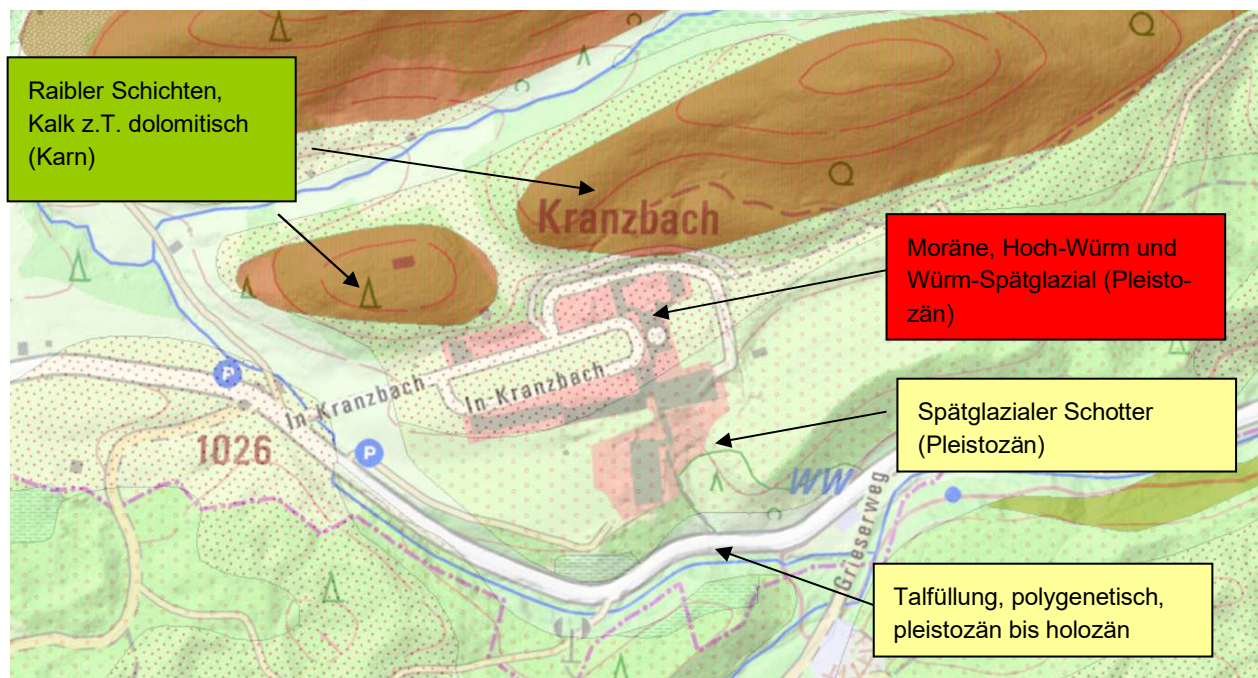 Raibler Schichten,
Kalk z.T. dolomitisch
(Karn)
Kranzbach
Moräne, Hoch-Würm und
Würm-Spätglazial (Pleisto-
zän)
P
In Kranzbach
In-Kranzbach
Spätglazialer Schotter
(Pleistozän)
1026
P
WW
Grieserweg
Talfüllung, polygenetisch,
pleistozän bis holozän